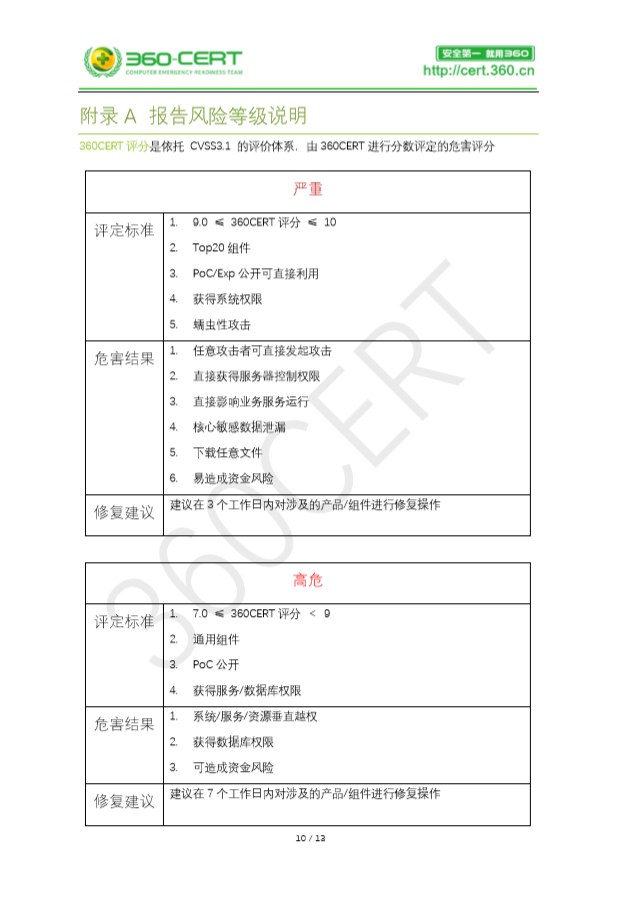 360-CERT
COMPUTER EMERGENCY READINESS TEAM
安全第一 就用360
http://cert.360.cn
附录 A 报告风险等级说明
360CERT 评分是依托 CVSS3.1 的评价体系，由 360CERT 进行分数评定的危害评分
严重
评定标准
1. 9.0 ≤ 360CERT 评分 ≤ 10
2. Top20 组件
3. PoC/Exp 公开可直接利用
4. 获得系统权限
5. 蠕虫性攻击
危害结果
1. 任意攻击者可直接发起攻击
2. 直接获得服务器控制权限
3. 直接影响业务服务运行
4. 核心敏感数据泄漏
5. 下载任意文件
6. 易造成资金风险
修复建议
建议在 3 个工作日内对涉及的产品/组件进行修复操作
高危
评定标准
1. 7.0 ≤ 360CERT 评分 < 9
2. 通用组件
3. PoC 公开
4. 获得服务/数据库权限
危害结果
1. 系统/服务/资源垂直越权
2. 获得数据库权限
3. 可造成资金风险
修复建议
建议在 7 个工作日内对涉及的产品/组件进行修复操作
360CERT
10 / 13